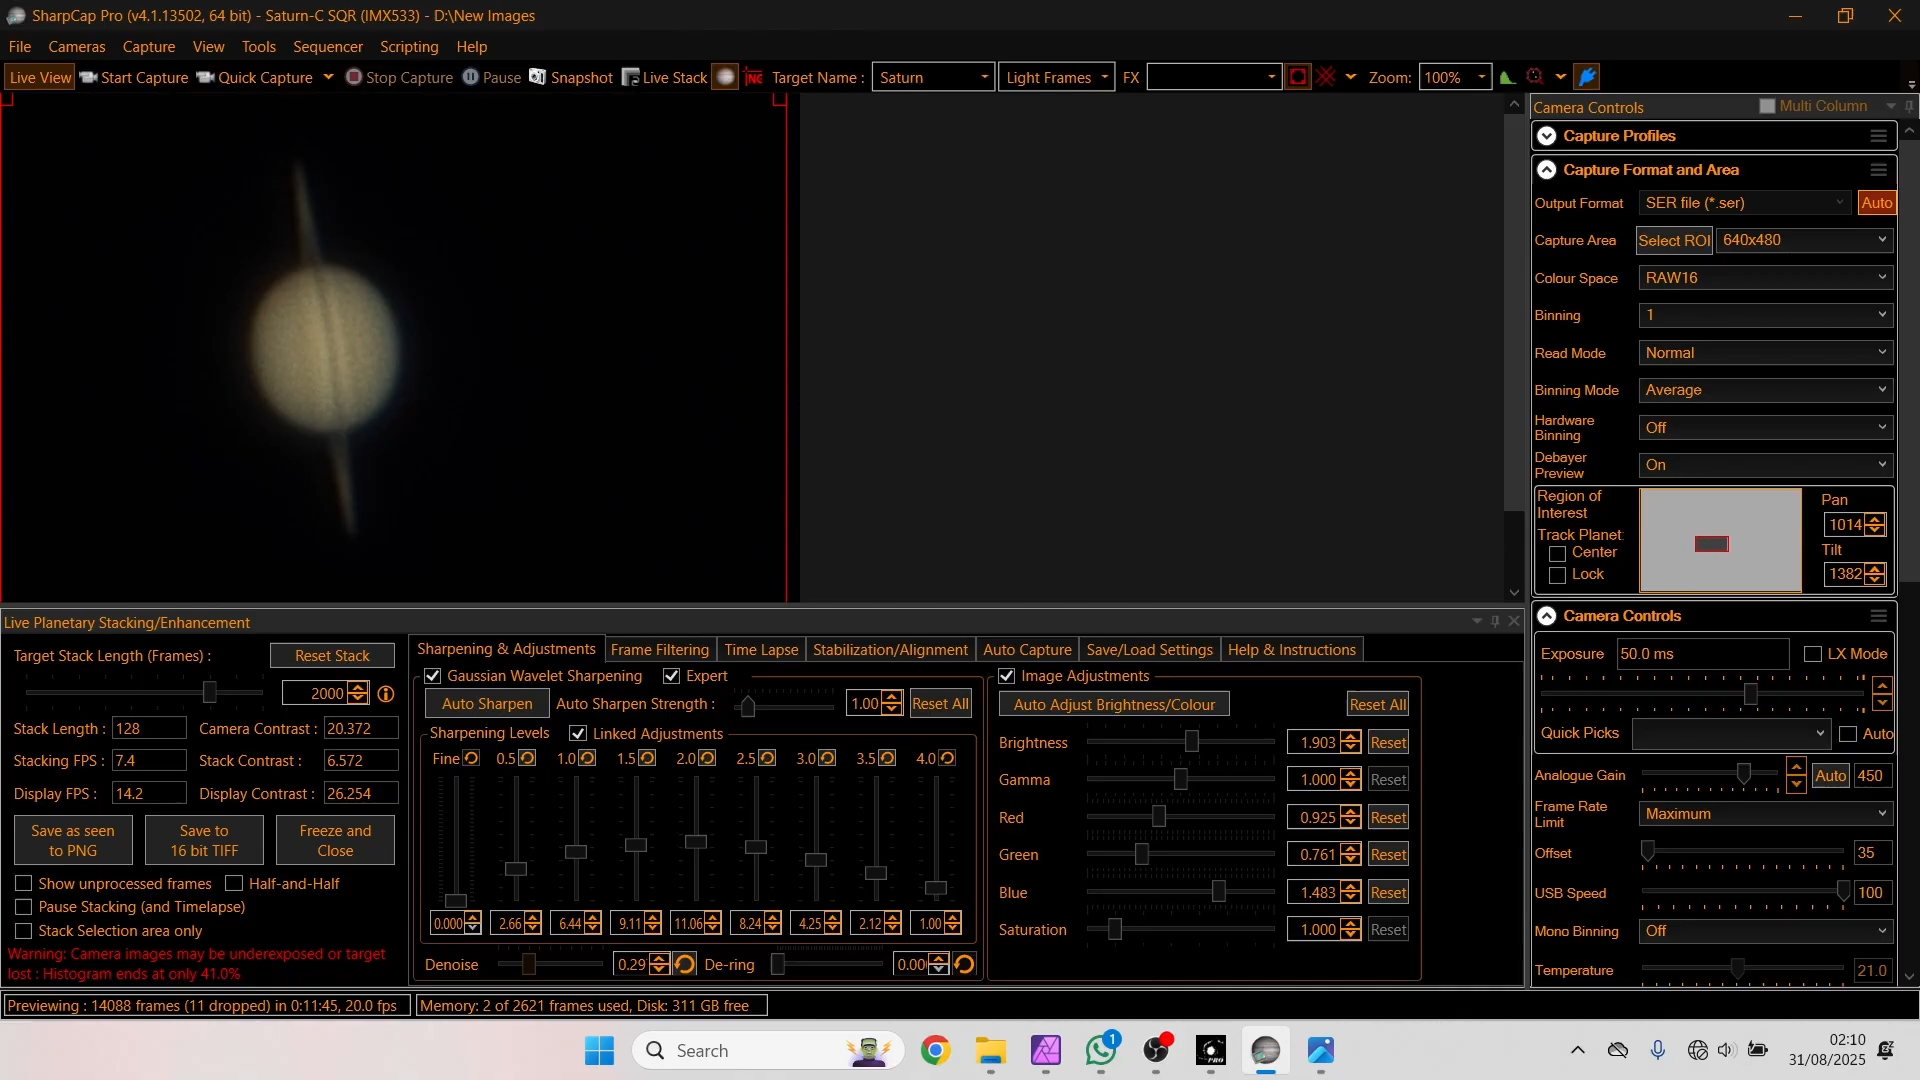 SharpCap Pro (v4.1.13502, 64 bit) - Saturn-C SQR (IMX533) - D:\New Images
File Cameras Capture View Tools Sequencer Scripting Help
Live View Start Capture Quick Capture Stop Capture Pause Snapshot Live Stack Target Name : Saturn Light Frames FX Zoom: 100%
Camera Controls Multi Column
Capture Profiles
Capture Format and Area
Output Format SER file (*.ser) Auto
Capture Area Select ROI 640x480
Colour Space RAW16
Binning 1
Read Mode Normal
Binning Mode Average
Hardware Binning Off
Debayer Preview On
Region of Interest
Pan
1014
Track Planet:
Center
Tilt
Lock
1382
Camera Controls
Exposure 50.0 ms LX Mode
Quick Picks Auto
Analogue Gain Auto 450
Frame Rate Limit Maximum
Offset 35
USB Speed 100
Mono Binning Off
Temperature 21.0
Live Planetary Stacking/Enhancement
Target Stack Length (Frames) : Reset Stack
2000
Stack Length : 128 Camera Contrast : 20.372
Stacking FPS : 7.4 Stack Contrast : 6.572
Display FPS : 14.2 Display Contrast : 26.254
Save as seen to PNG
Save to 16 bit TIFF
Freeze and Close
Show unprocessed frames Half-and-Half
Pause Stacking (and Timelapse)
Stack Selection area only
Warning: Camera images may be underexposed or target
lost : Histogram ends at only 41.0%
Sharpening & Adjustments Frame Filtering Time Lapse Stabilization/Alignment Auto Capture Save/Load Settings Help & Instructions
Gaussian Wavelet Sharpening Expert
Auto Sharpen Auto Sharpen Strength : 1.00 Reset All
Sharpening Levels Linked Adjustments
Fine 0.5 1.0 1.5 2.0 2.5 3.0 3.5 4.0
0.000 2.66 6.44 9.11 11.06 8.24 4.25 2.12 1.00
Denoise 0.29 De-ring 0.00
Image Adjustments
Auto Adjust Brightness/Colour Reset All
Brightness 1.903 Reset
Gamma 1.000 Reset
Red 0.925 Reset
Green 0.761 Reset
Blue 1.483 Reset
Saturation 1.000 Reset
Previewing : 14088 frames (11 dropped) in 0:11:45, 20.0 fps Memory: 2 of 2621 frames used, Disk: 311 GB free
Search
1
PRO
02:10
31/08/2025